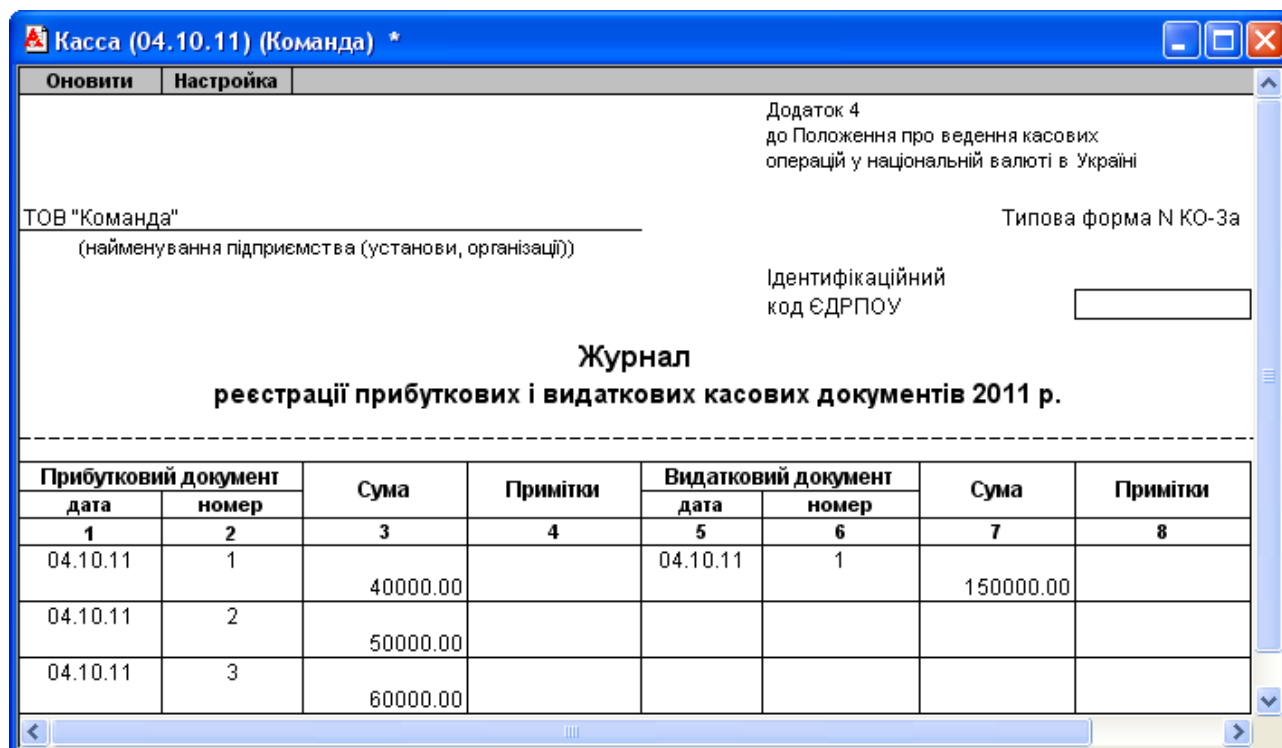 Касса (04.10.11) (Команда) *
Оновити Настройка
Додаток 4
до Положення про ведення касових
операцій у національній валюті в Україні
ТОВ "Команда"
Типова форма N КО-3а
(найменування підприємства (установи, організації))
Ідентифікаційний
код ЄДРПОУ
Журнал
реєстрації прибуткових і видаткових касових документів 2011 р.
Прибутковий документ Сума Примітки Видатковий документ Сума Примітки
дата номер дата номер
1 2 3 4 5 6 7 8
04.10.11 1 40000.00 04.10.11 1 150000.00
04.10.11 2 50000.00
04.10.11 3 60000.00